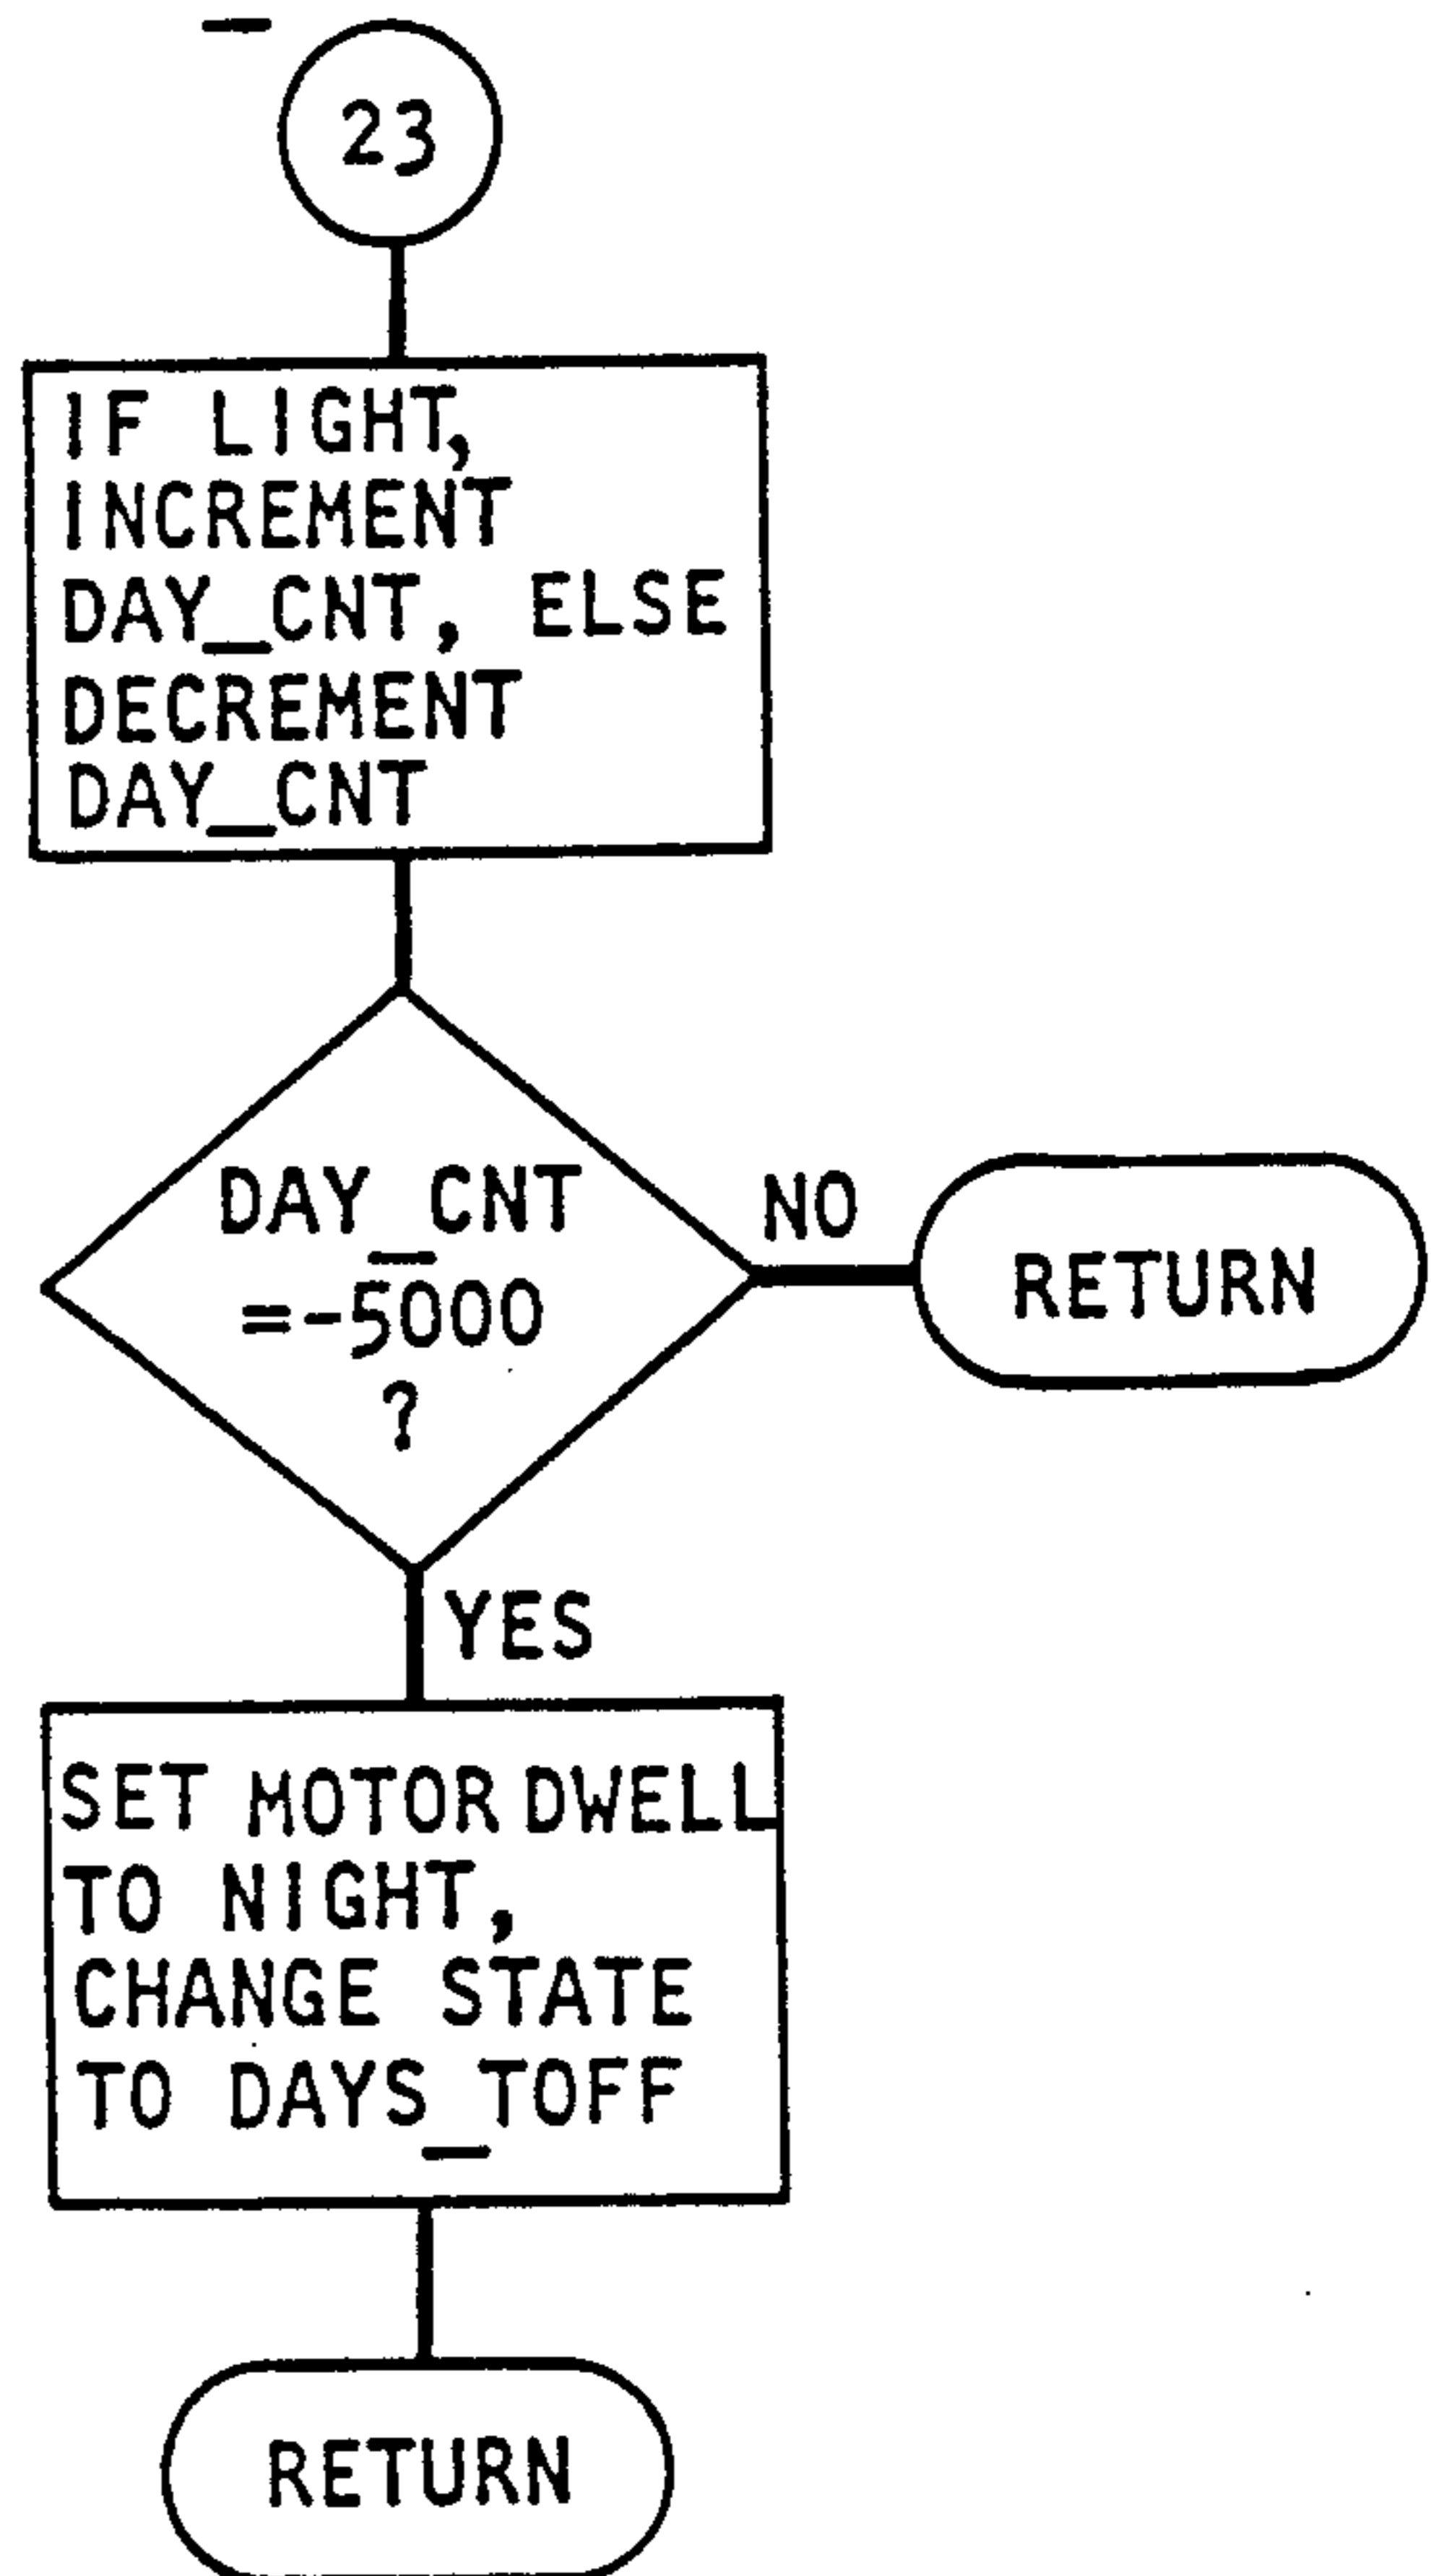 23
IF LIGHT,
INCREMENT
DAY_CNT, ELSE
DECREMENT
DAY_CNT
DAY_CNT
=-5000
?
NO
RETURN
YES
SET MOTOR DWELL
TO NIGHT,
CHANGE STATE
TO DAYS_TOFF
RETURN